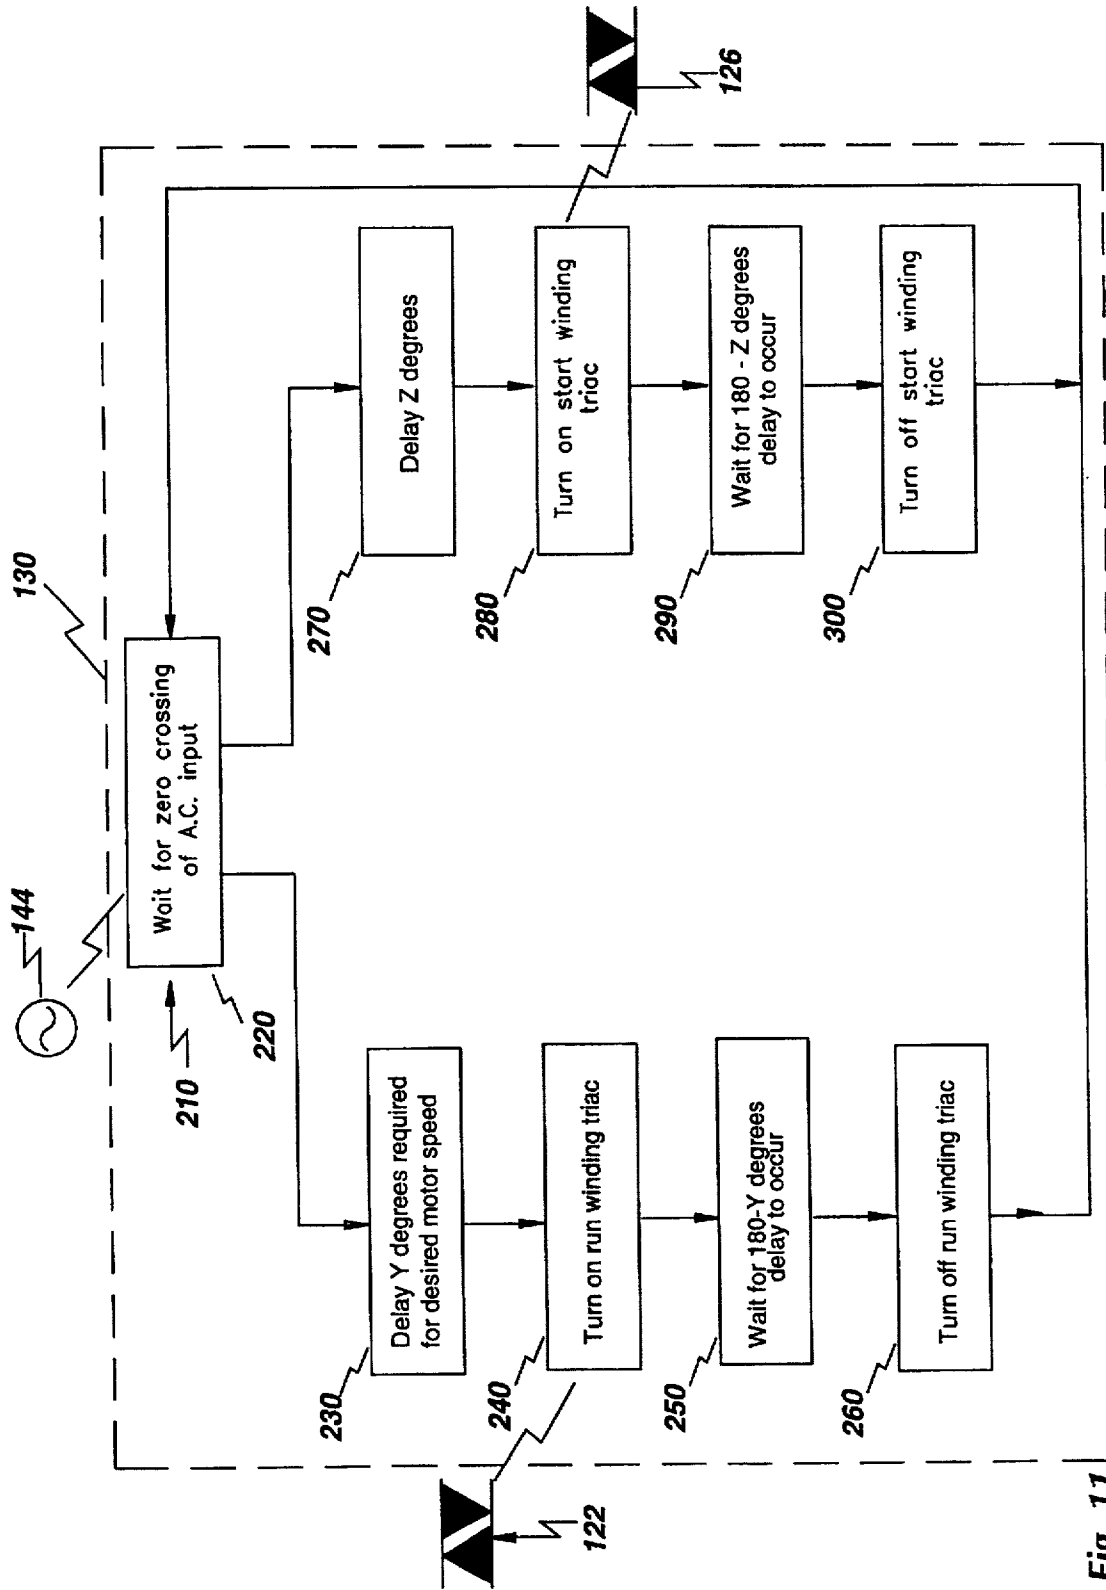 144
130
210
Wait for zero crossing
of A.C. input
220
230
Delay Y degrees required
for desired motor speed
270
Delay Z degrees
122
240
Turn on run winding triac
280
Turn on start winding
triac
126
250
Wait for 180-Y degrees
delay to occur
290
Wait for 180 - Z degrees
delay to occur
260
Turn off run winding triac
300
Turn off start winding
triac
Fig. 11